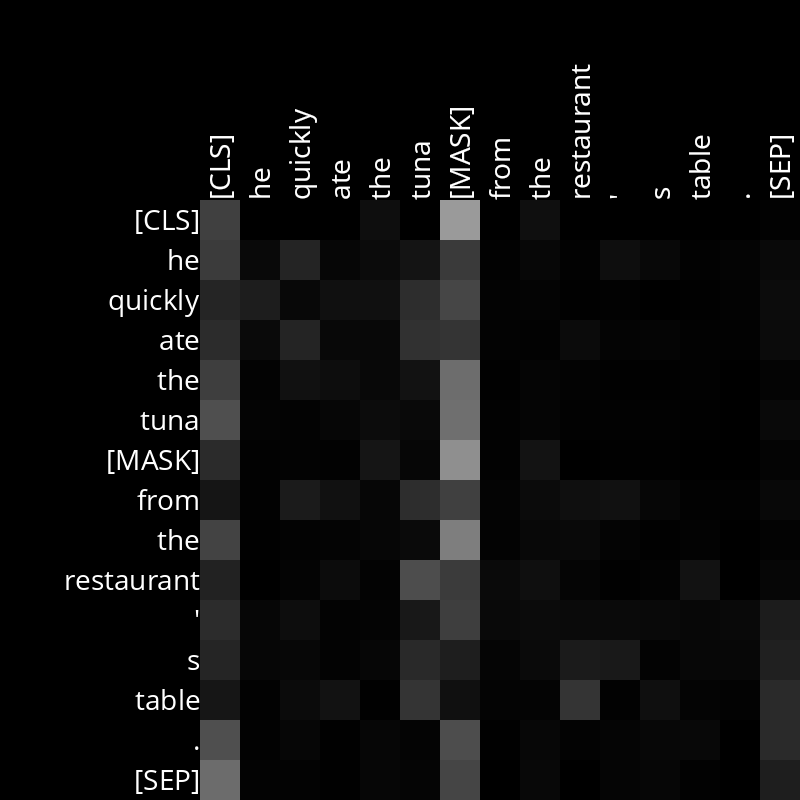 [CLS] he quickly ate the tuna [MASK] from the restaurant ' s table . [SEP]
[CLS]
he
quickly
ate
the
tuna
[MASK]
from
the
restaurant
'
s
table
.
[SEP]